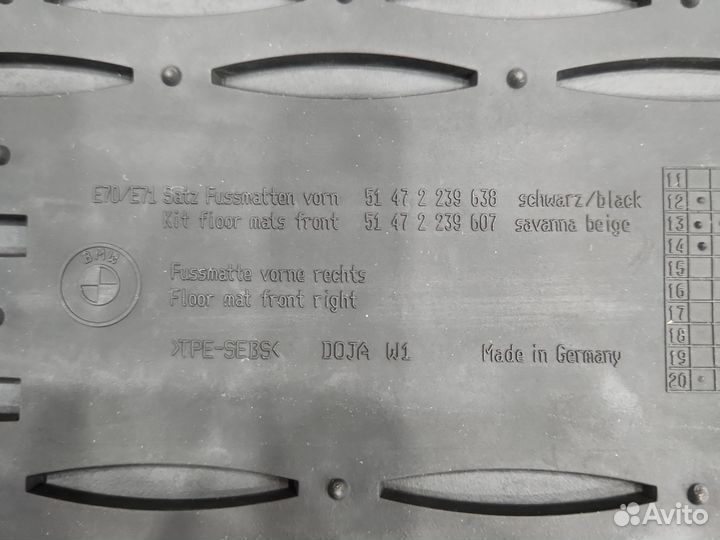 E70/E71 Satz Fussmatten vorn 51 47 2 239 638 schwarz/black
Kit floor mats front 51 47 2 239 607 savanna beige
BMW
Fussmatte vorne rechts
Floor mat front right
>TPE-SEBS< DOJA W1 Made in Germany
11
12
13
14
15
16
17
18
19
20
Avito